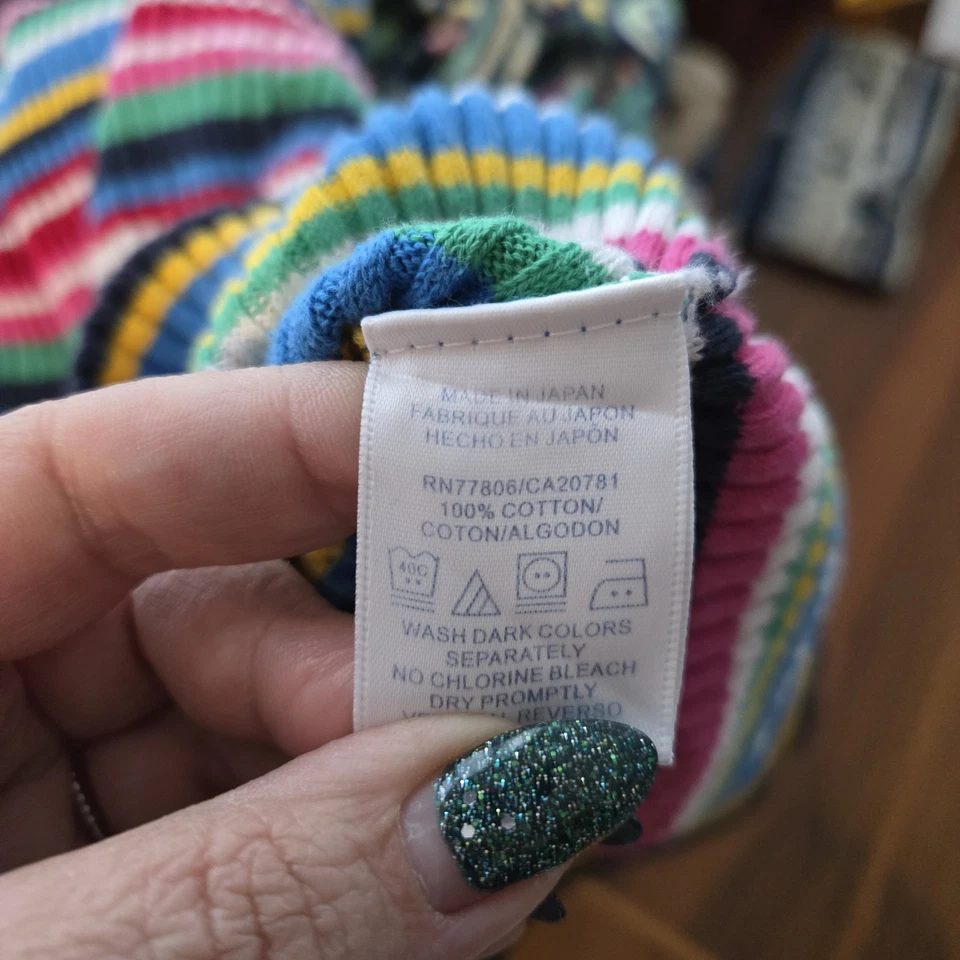 MADE IN JAPAN
FABRIQUE AU JAPON
HECHO EN JAPÓN
RN77806/CA20781
100% COTTON/
COTON/ALGODON
40C
WASH DARK COLORS
SEPARATELY
NO CHLORINE BLEACH
DRY PROMPTLY
REVERSO